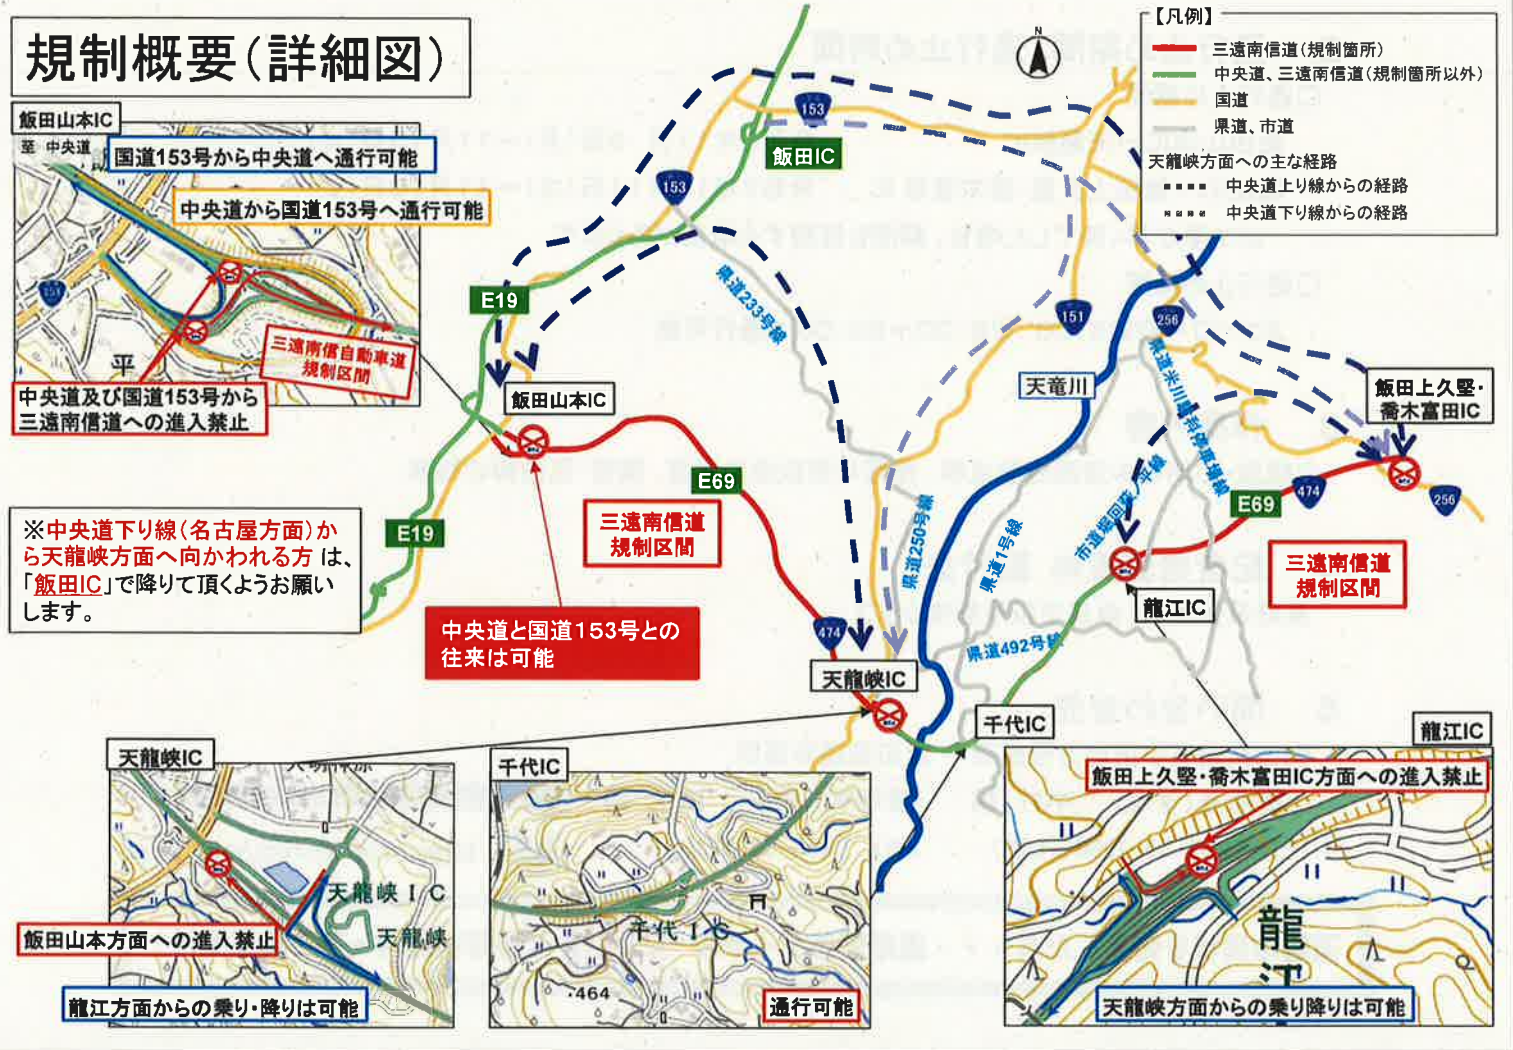 規制概要(詳細図)
N
【凡例】
三遠南信道(規制箇所)
中央道、三遠南信道(規制箇所以外)
国道
県道、市道
天龍峡方面への主な経路
中央道上り線からの経路
中央道下り線からの経路
飯田山本IC
至 中央道
国道153号から中央道へ通行可能
中央道から国道153号へ通行可能
平
三遠南信自動車道
規制区間
中央道及び国道153号から
三遠南信道への進入禁止
153
飯田IC
153
E19
県道233号線
151
256
天竜川
県道米川駄科停車場線
飯田上久堅・
喬木富田IC
飯田山本IC
E69
E19
三遠南信道
規制区間
※中央道下り線(名古屋方面)か
ら天龍峡方面へ向かわれる方 は、
「飯田IC」で降りて頂くようお願い
します。
中央道と国道153号との
往来は可能
474
県道250号線
県道1号線
市道堀回桜ノ平線
E69
474
256
三遠南信道
規制区間
龍江IC
県道492号線
天龍峡IC
千代IC
天龍峡IC
天龍峡IC
天龍峡
飯田山本方面への進入禁止
龍江方面からの乗り・降りは可能
千代IC
千代IC
・464
通行可能
龍江IC
飯田上久堅・喬木富田IC方面への進入禁止
龍
江
天龍峡方面からの乗り降りは可能